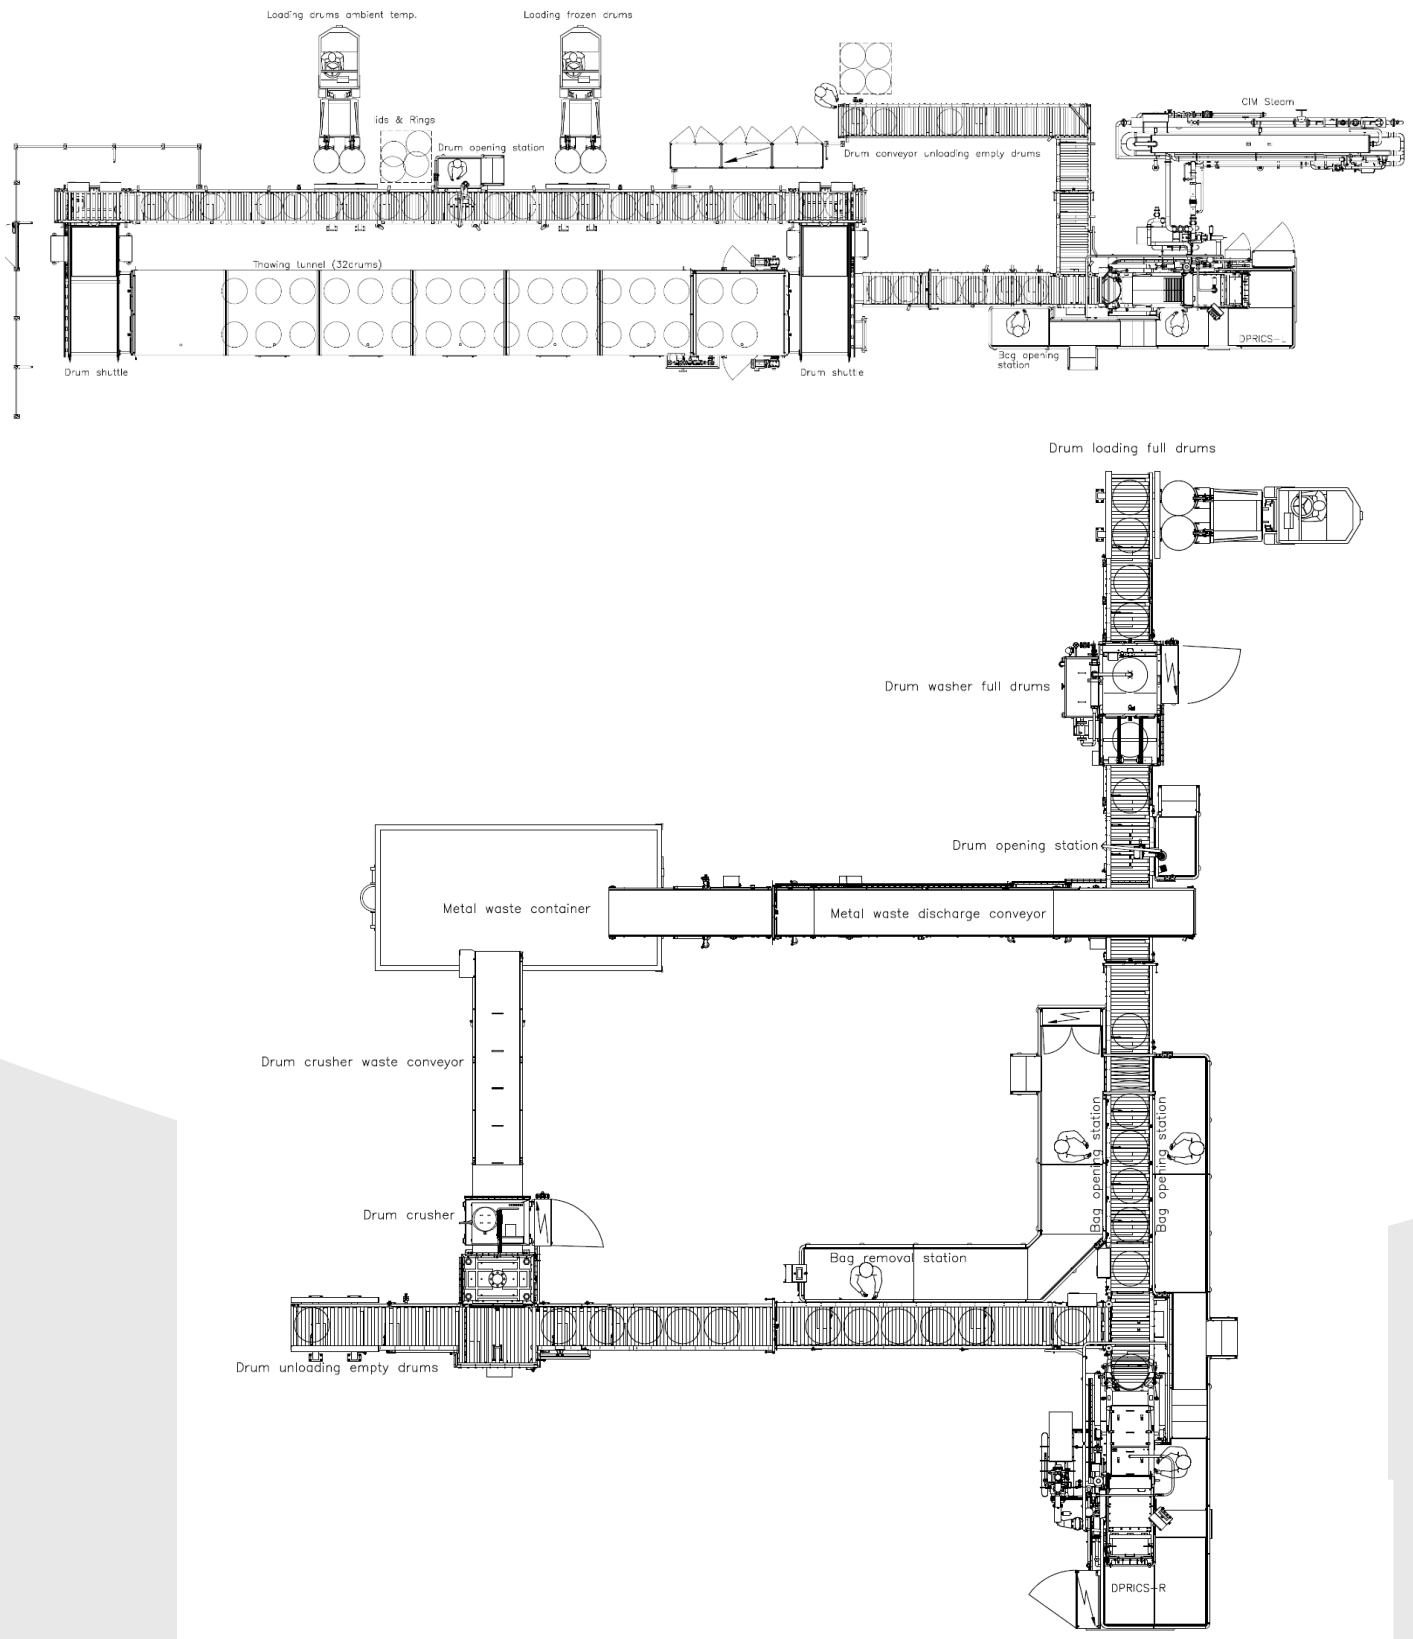 Loading drums ambient temp.
Loading frozen drums
ids & Rings
Drum opening station
Drum conveyor unloading empty drums
CIM Steam
Thawing tunnel (32drums)
Drum shuttle
Drum shuttle
Bag opening
station
DPRICS-L
Drum loading full drums
Drum washer full drums
Drum opening station
Metal waste container
Metal waste discharge conveyor
Drum crusher waste conveyor
Bag opening station
Bag opening station
Drum crusher
Bag removal station
Drum unloading empty drums
DPRICS-R